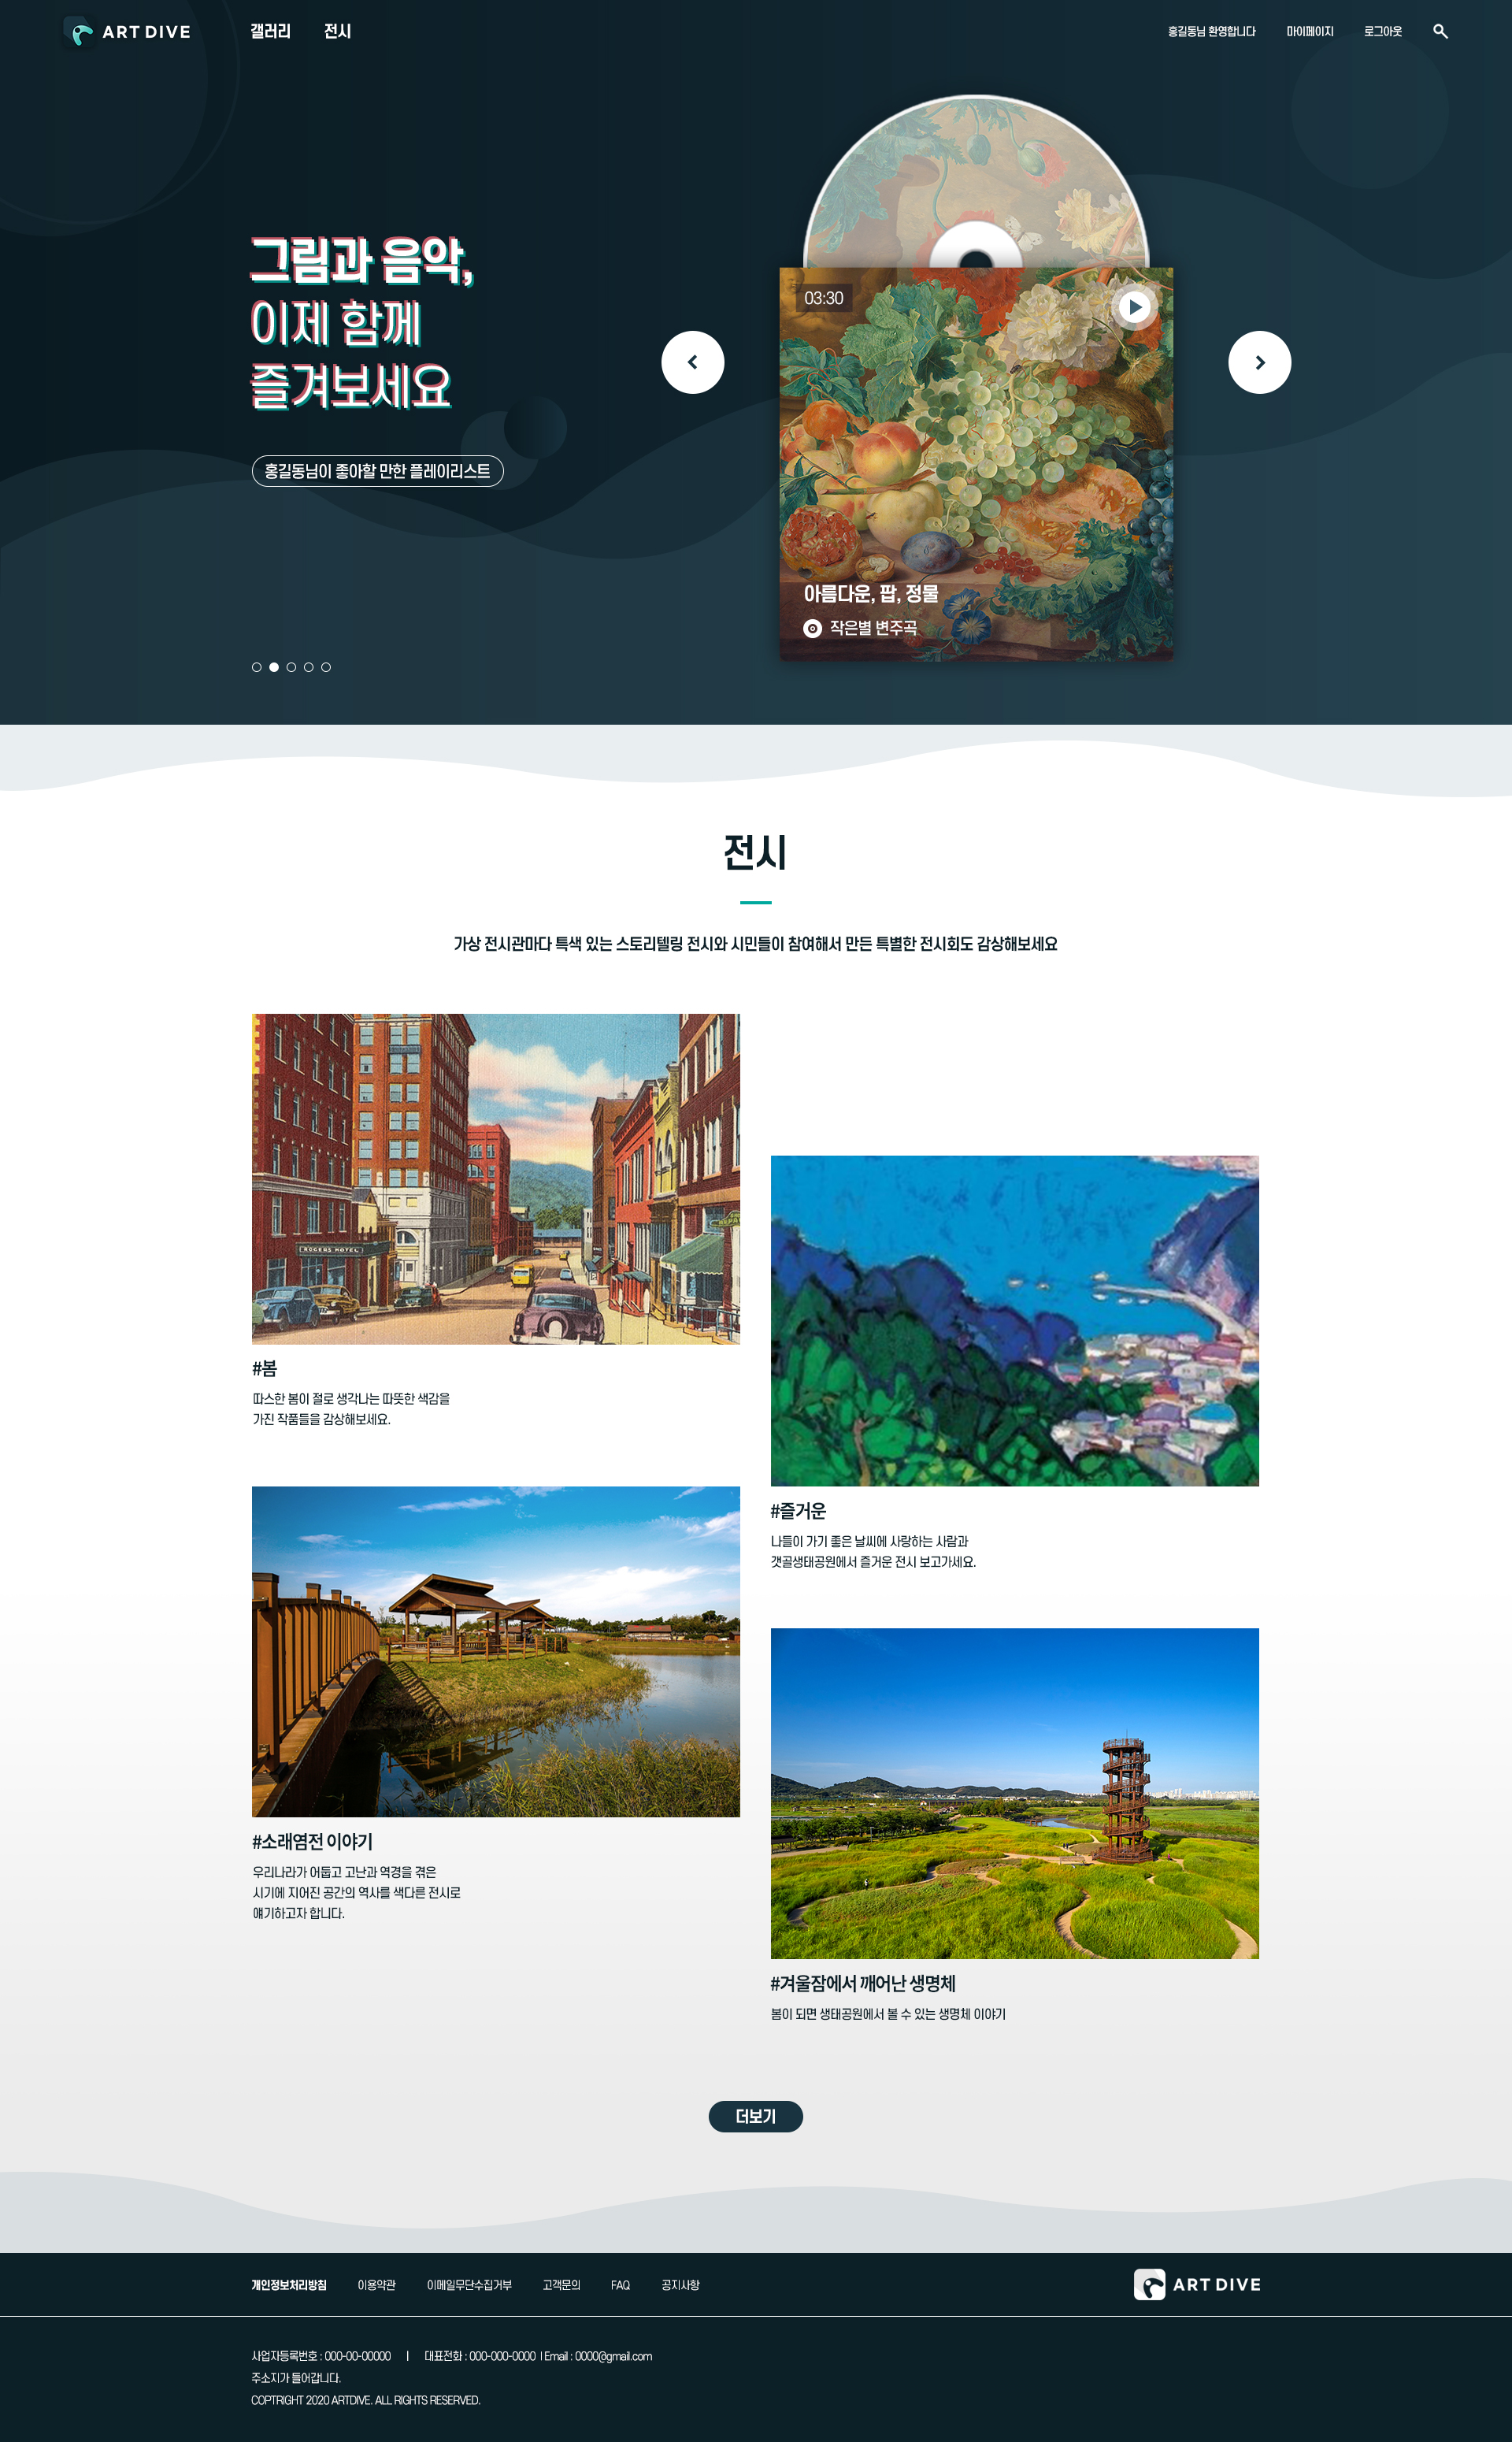 ART DIVE
갤러리
전시
홍길동님 환영합니다
마이페이지
로그아웃
그림과 음악,
이제 함께
즐겨보세요
홍길동님이 좋아할 만한 플레이리스트
03:30
아름다운, 팝, 정물
작은별 변주곡
전시
가상 전시관마다 특색 있는 스토리텔링 전시와 시민들이 참여해서 만든 특별한 전시회도 감상해보세요
ROGERS HOTEL
#봄
따스한 봄이 절로 생각나는 따뜻한 색감을
가진 작품들을 감상해보세요.
#즐거운
나들이 가기 좋은 날씨에 사랑하는 사람과
갯골생태공원에서 즐거운 전시 보고가세요.
#소래염전 이야기
우리나라가 어둡고 고난과 역경을 겪은
시기에 지어진 공간의 역사를 색다른 전시로
얘기하고자 합니다.
#겨울잠에서 깨어난 생명체
봄이 되면 생태공원에서 볼 수 있는 생명체 이야기
더보기
개인정보처리방침
이용약관
이메일무단수집거부
고객문의
FAQ
공지사항
ART DIVE
사업자등록번호 : 000-00-00000 | 대표전화 : 000-000-0000 | Email : 0000@gmail.com
주소지가 들어갑니다.
COPTRIGHT 2020 ARTDIVE. ALL RIGHTS RESERVED.